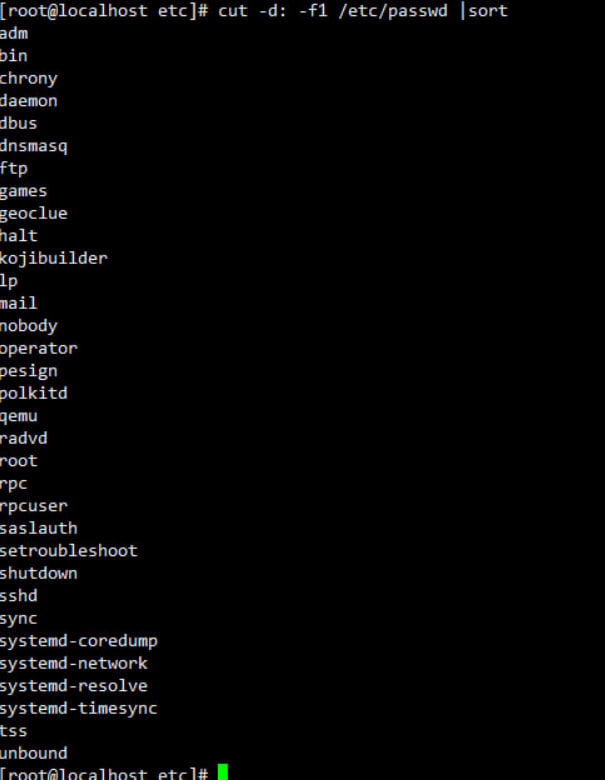 [root@localhost etc]# cut -d: -f1 /etc/passwd |sort
adm
bin
chrony
daemon
dbus
dnsmasq
ftp
games
geoclue
halt
kojibuilder
lp
mail
nobody
operator
pesign
polkitd
qemu
radvd
root
rpc
rpcuser
saslauth
setroubleshoot
shutdown
sshd
sync
systemd-coredump
systemd-network
systemd-resolve
systemd-timesync
tss
unbound
[root@localhost etc]#